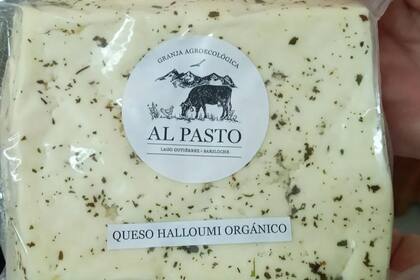 GRANJA AGROECOLÓGICA
AL PASTO
LAGO GUTIÉRREZ - BARILOCHE
QUESO HALLOUMI ORGÁNICO